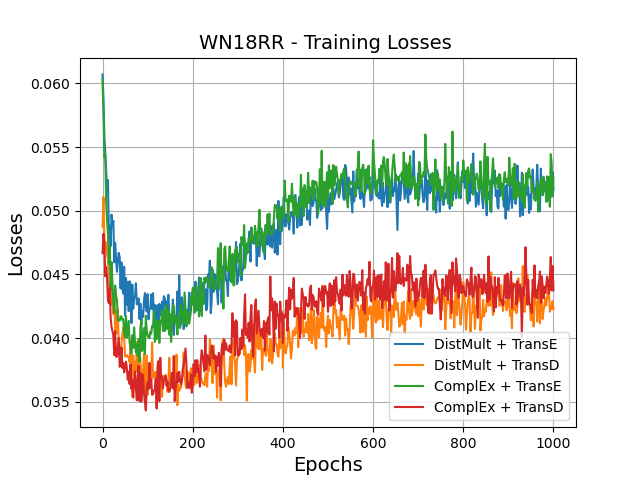 WN18RR - Training Losses
Losses
0.060
0.055
0.050
0.045
0.040
0.035
0
200
400
600
800
1000
Epochs
DistMult + TransE
DistMult + TransD
ComplEx + TransE
ComplEx + TransD